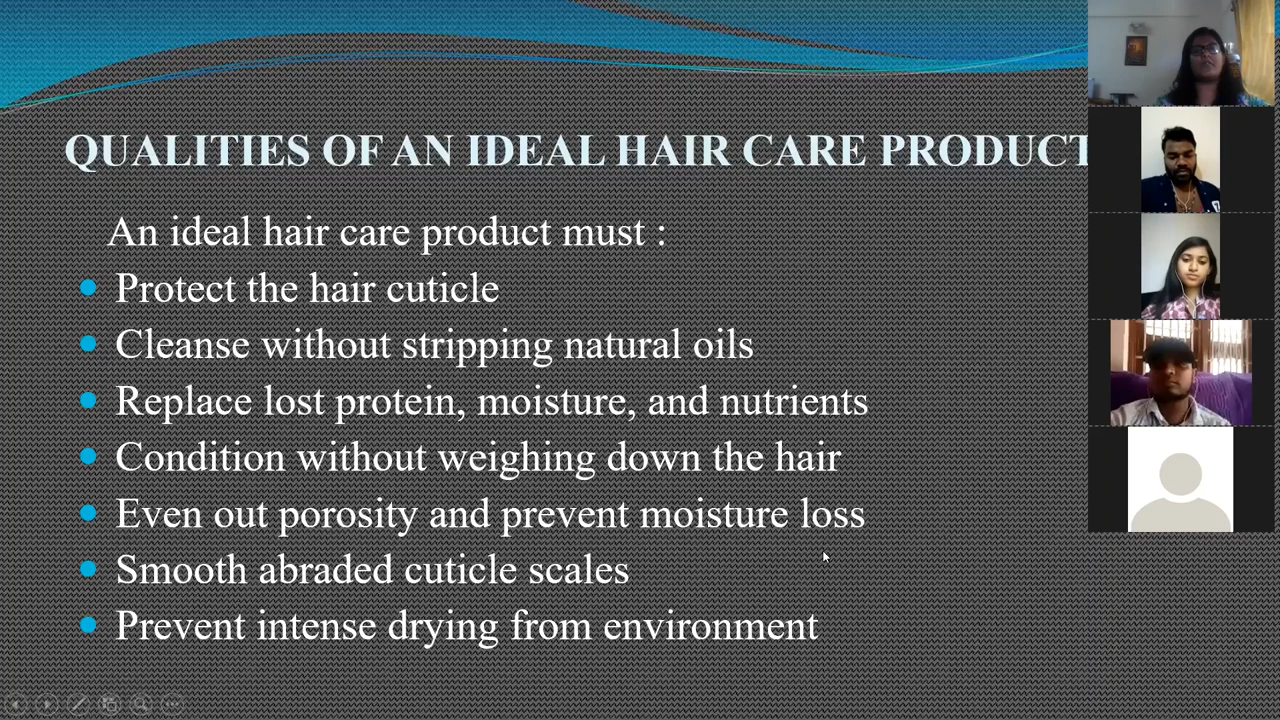 QUALITIES OF AN IDEAL HAIR CARE PRODUCT
An ideal hair care product must :
Protect the hair cuticle
Cleanse without stripping natural oils
Replace lost protein, moisture, and nutrients
Condition without weighing down the hair
Even out porosity and prevent moisture loss
Smooth abraded cuticle scales
Prevent intense drying from environment